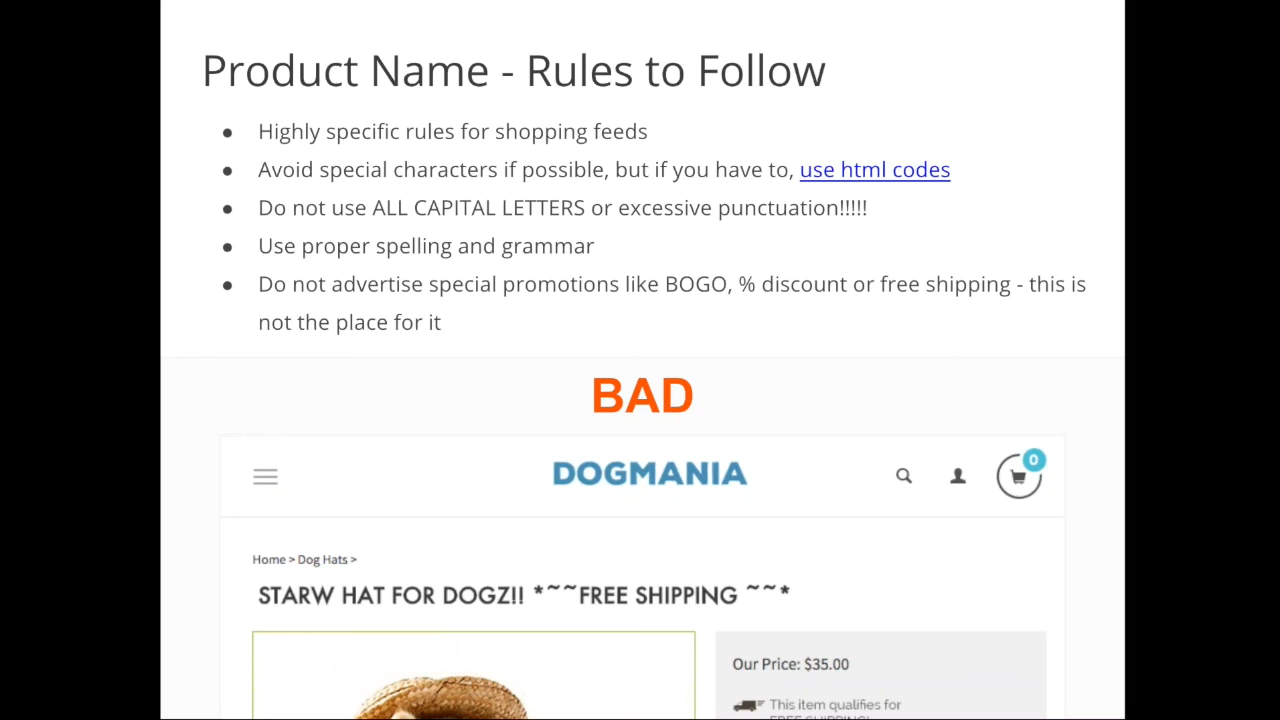 Product Name - Rules to Follow
● Highly specific rules for shopping feeds
● Avoid special characters if possible, but if you have to, use html codes
● Do not use ALL CAPITAL LETTERS or excessive punctuation!!!!!
● Use proper spelling and grammar
● Do not advertise special promotions like BOGO, % discount or free shipping - this is
not the place for it
BAD
DOGMANIA
0
Home > Dog Hats >
STARW HAT FOR DOGZ!! *~~~FREE SHIPPING ~~~*
Our Price: $35.00
This item qualifies for
FREE SHIPPING!